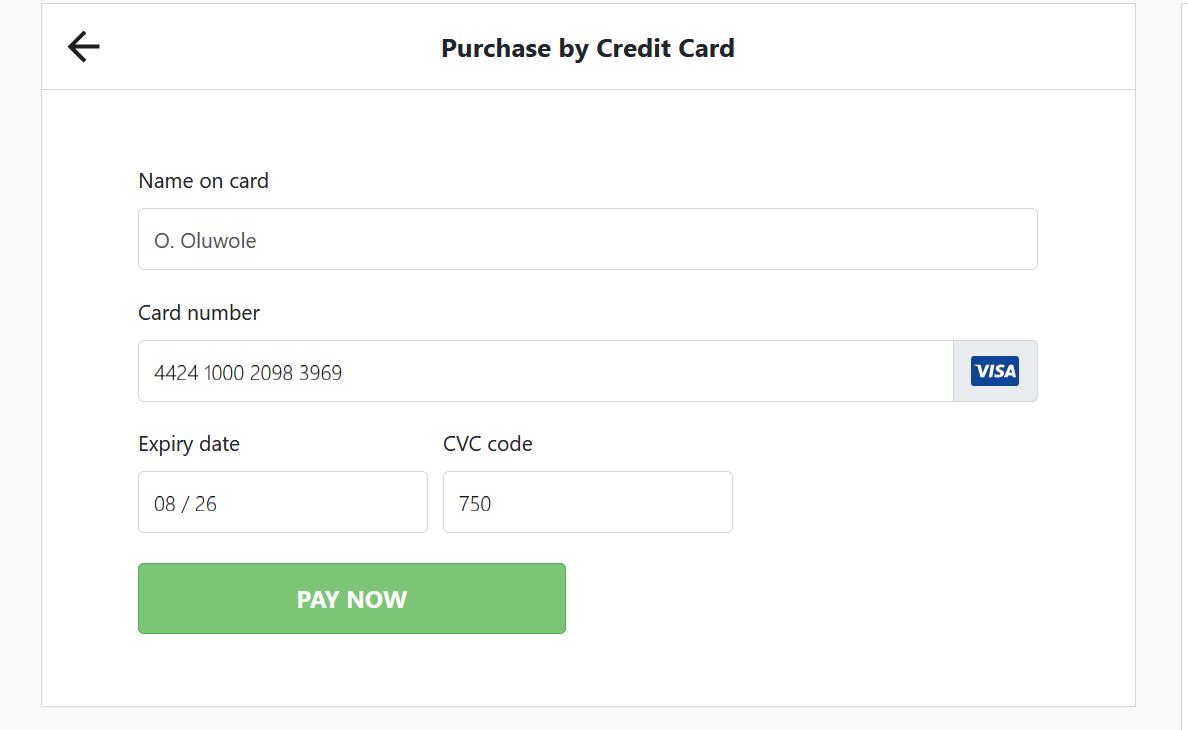 Purchase by Credit Card
Name on card
O. Oluwole
Card number
4424 1000 2098 3969
VISA
Expiry date
CVC code
08 / 26
750
PAY NOW